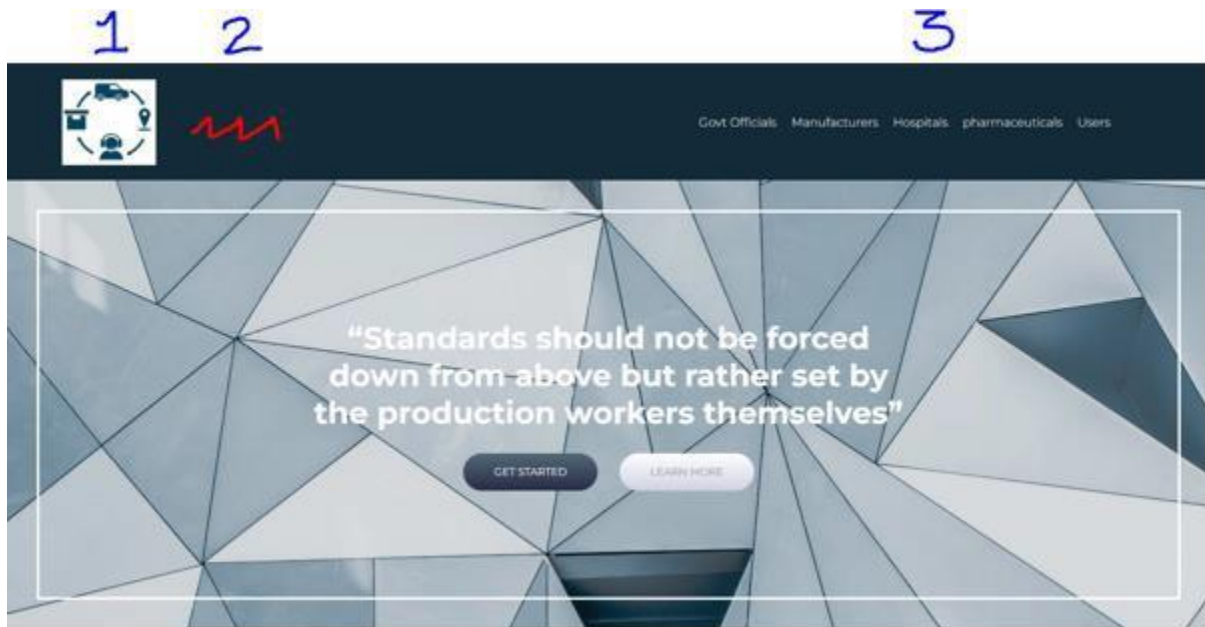 1 2 3
Govt Officials Manufacturers Hospitals pharmaceuticals Users
“Standards should not be forced
down from above but rather set by
the production workers themselves”
GET STARTED LEARN MORE